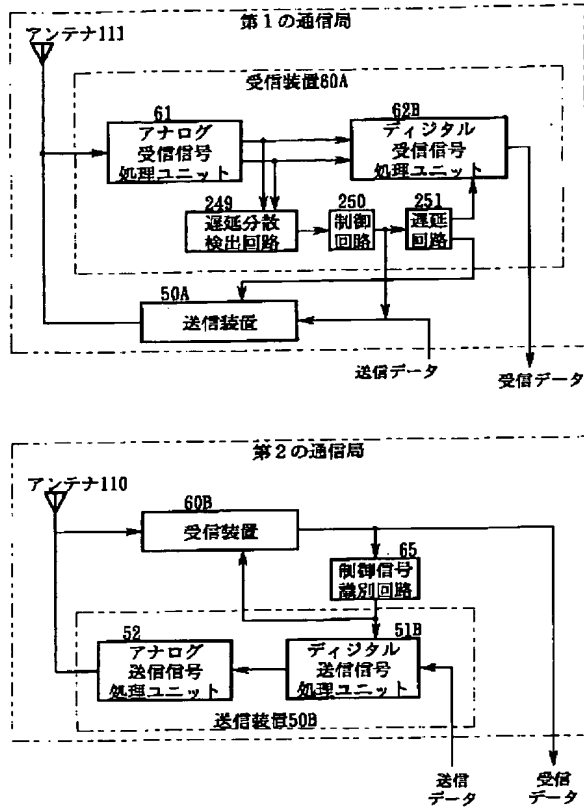 第1の通信局
アンテナ111
受信装置60A
61
アナログ
受信信号
処理ユニット
62B
ディジタル
受信信号
処理ユニット
249
遅延分散
検出回路
250
制御
回路
251
遅延
回路
50A
送信装置
送信データ
受信データ
第2の通信局
アンテナ110
60B
受信装置
65
制御信号
識別回路
52
アナログ
送信信号
処理ユニット
51B
ディジタル
送信信号
処理ユニット
送信装置50B
送信
データ
受信
データ